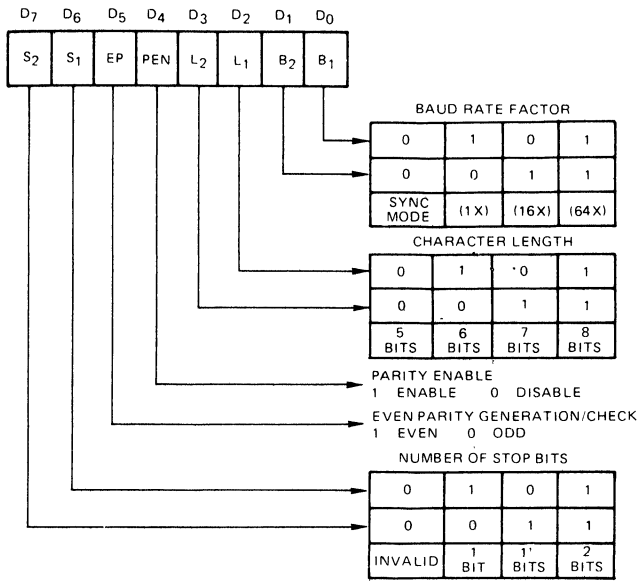 D7 D6 D5 D4 D3 D2 D1 D0
S2 S1 EP PEN L2 L1 B2 B1
BAUD RATE FACTOR
0 1 0 1
0 0 1 1
SYNC MODE (1X) (16X) (64X)
CHARACTER LENGTH
0 1 0 1
0 0 1 1
5 BITS 6 BITS 7 BITS 8 BITS
PARITY ENABLE
1 ENABLE 0 DISABLE
EVEN PARITY GENERATION/CHECK
1 EVEN 0 ODD
NUMBER OF STOP BITS
0 1 0 1
0 0 1 1
INVALID 1 BIT 1' BITS 2 BITS